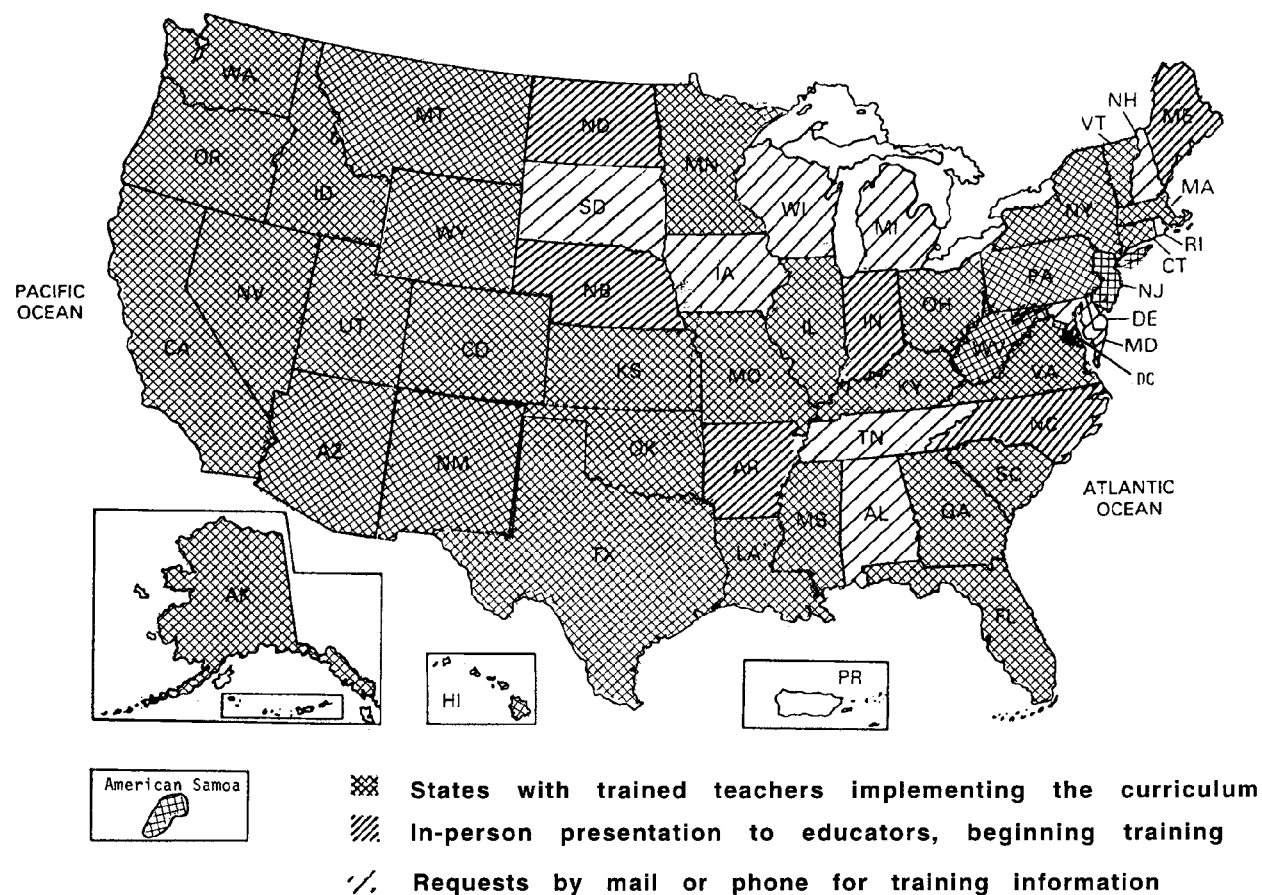 WA
MT
ND
MN
OR
ID
SD
WI
MI
NH
VT
ME
WY
NY
MA
RI
CT
PACIFIC
OCEAN
NV
UT
CO
NB
IA
IL
IN
OH
PA
NJ
DE
MD
DC
CA
KS
MO
KY
WV
VA
AZ
NM
OK
AR
TN
NC
SC
ATLANTIC
OCEAN
TX
LA
MS
AL
GA
FL
AK
HI
PR
American Samoa
States with trained teachers implementing the curriculum
In-person presentation to educators, beginning training
Requests by mail or phone for training information